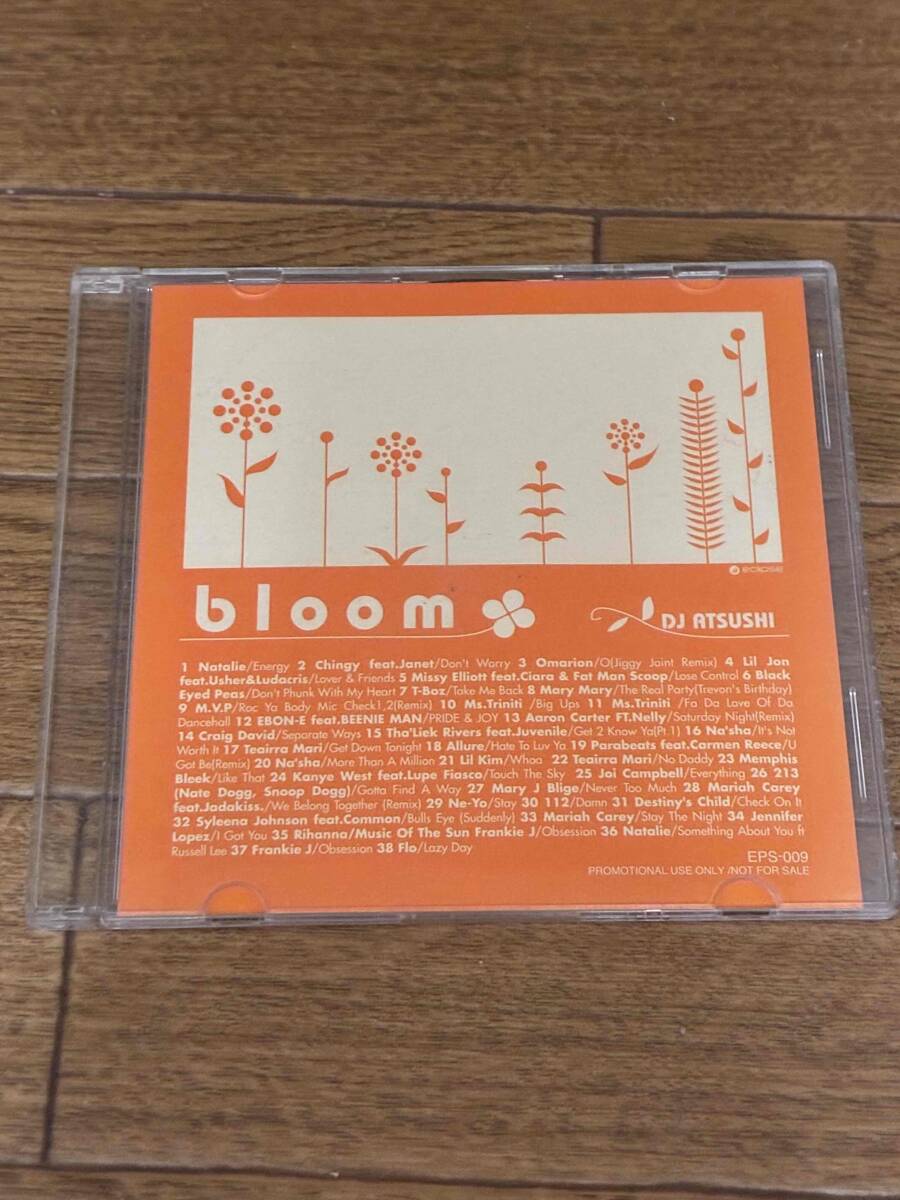 eclipse
bloom
DJ ATSUSHI
1 Natalie/Energy 2 Chingy feat.Janet/Don't Worry 3 Omarion/O(Jiggy Joint Remix) 4 Lil Jon
feat.Usher&Ludacris/Lover & Friends 5 Missy Elliott feat.Ciara & Fat Man Scoop/Lose Control 6 Black
Eyed Peas/Don't Phunk With My Heart 7 T-Boz/Take Me Back 8 Mary Mary/The Real Party(Trevon's Birthday)
9 M.V.P/Roc Ya Body Mic Check1,2(Remix) 10 Ms.Triniti /Big Ups 11 Ms.Triniti /Fa Da Love Of Da
Dancehall 12 EBON-E feat.BEENIE MAN/PRIDE & JOY 13 Aaron Carter FT.Nelly/Saturday Night(Remix)
14 Craig David/Separate Ways 15 Tha'Liek Rivers feat.Juvenile/Get 2 Know Ya(Pt.1) 16 Na'sha/It's Not
Worth It 17 Teairra Mari/Get Down Tonight 18 Allure/Hate To Luv Ya 19 Parabeats feat.Carmen Reece/U
Got Be(Remix) 20 Na'sha/More Than A Million 21 Lil Kim/Whoa 22 Teairra Mari/No Daddy 23 Memphis
Bleek/Like That 24 Kanye West feat.Lupe Fiasco/Touch The Sky 25 Joi Campbell/Everything 26 213
(Nate Dogg, Snoop Dogg)/Gotta Find A Way 27 Mary J Blige/Never Too Much 28 Mariah Carey
feat.Jadakiss./We Belong Together (Remix) 29 Ne-Yo/Stay 30 112/Damn 31 Destiny's Child/Check On It
32 Syleena Johnson feat.Common/Bulls Eye (Suddenly) 33 Mariah Carey/Stay The Night 34 Jennifer
Lopez/I Got You 35 Rihanna/Music Of The Sun Frankie J/Obsession 36 Natalie/Something About You ft
Russell Lee 37 Frankie J/Obsession 38 Flo/Lazy Day
EPS-009
PROMOTIONAL USE ONLY /NOT FOR SALE